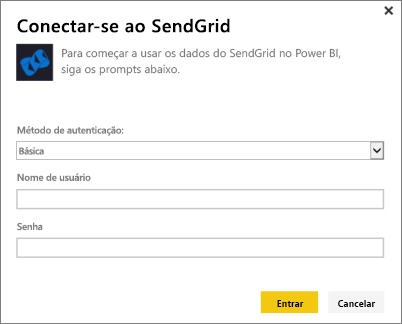 Conectar-se ao SendGrid
Para começar a usar os dados do SendGrid no Power BI,
siga os prompts abaixo.
Método de autenticação:
Básica
Nome de usuário
Senha
Entrar
Cancelar